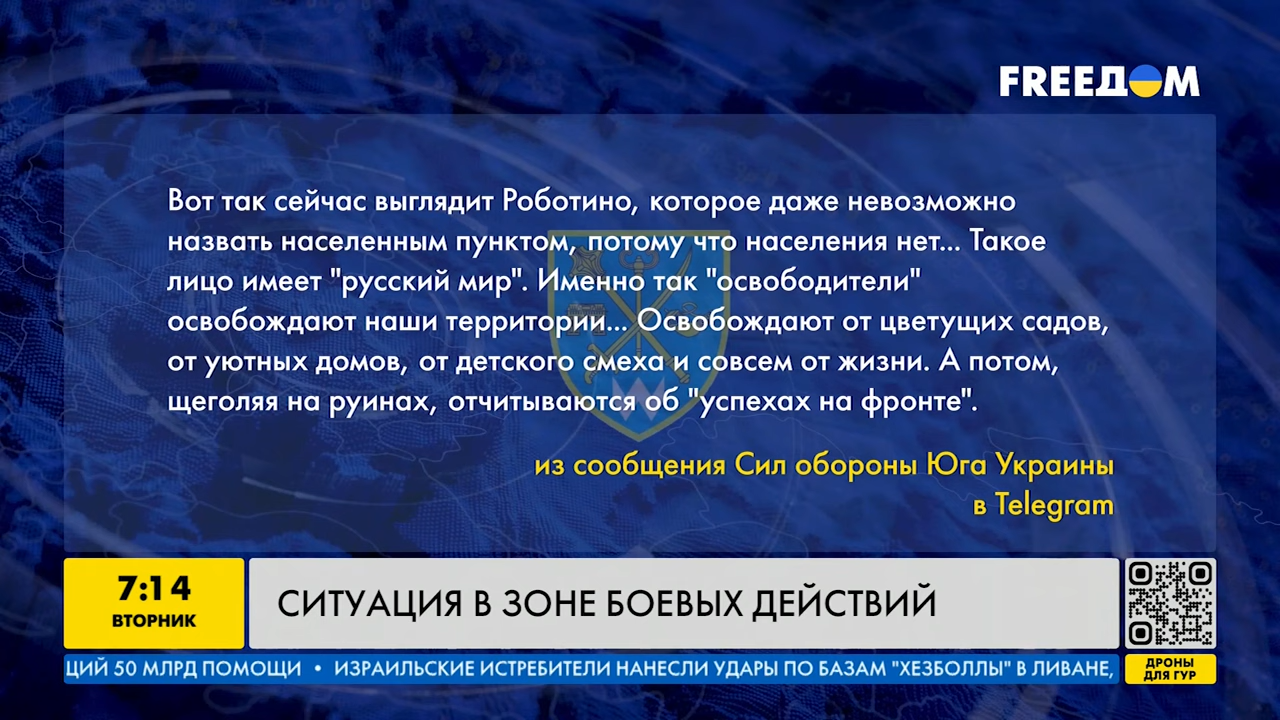 FREEДОМ
Вот так сейчас выглядит Роботино, которое даже невозможно
назвать населенным пунктом, потому что населения нет... Такое
лицо имеет "русский мир". Именно так "освободители"
освобождают наши территории... Освобождают от цветущих садов,
от уютных домов, от детского смеха и совсем от жизни. А потом,
щеголяя на руинах, отчитываются об "успехах на фронте".
из сообщения Сил обороны Юга Украины
в Telegram
7:14
ВТОРНИК
СИТУАЦИЯ В ЗОНЕ БОЕВЫХ ДЕЙСТВИЙ
ЦИЙ 50 МЛРД ПОМОЩИ • ИЗРАИЛЬСКИЕ ИСТРЕБИТЕЛИ НАНЕСЛИ УДАРЫ ПО БАЗАМ "ХЕЗБОЛЛЫ" В ЛИВАНЕ,
ДРОНЫ
ДЛЯ ГУР